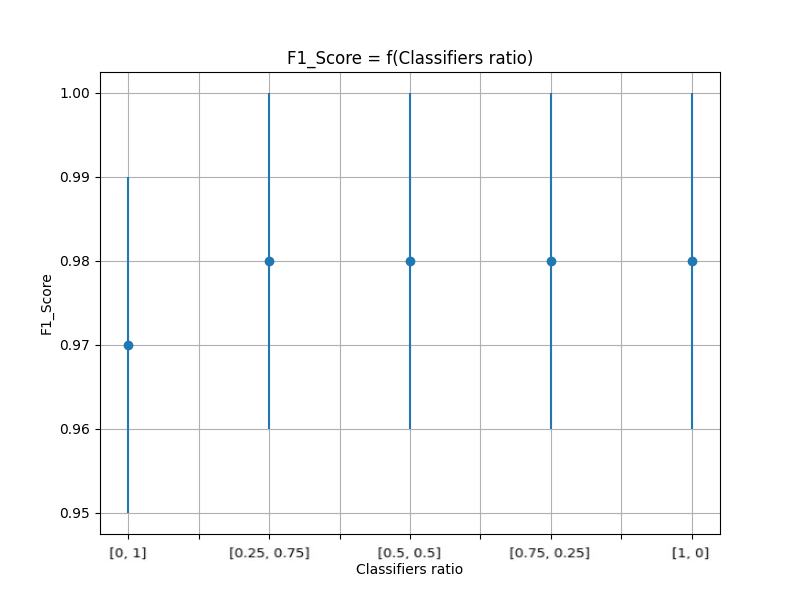 F1_Score = f(Classifiers ratio)
1.00
0.99
0.98
0.97
0.96
0.95
F1_Score
[0, 1] [0.25, 0.75] [0.5, 0.5] [0.75, 0.25] [1, 0]
Classifiers ratio